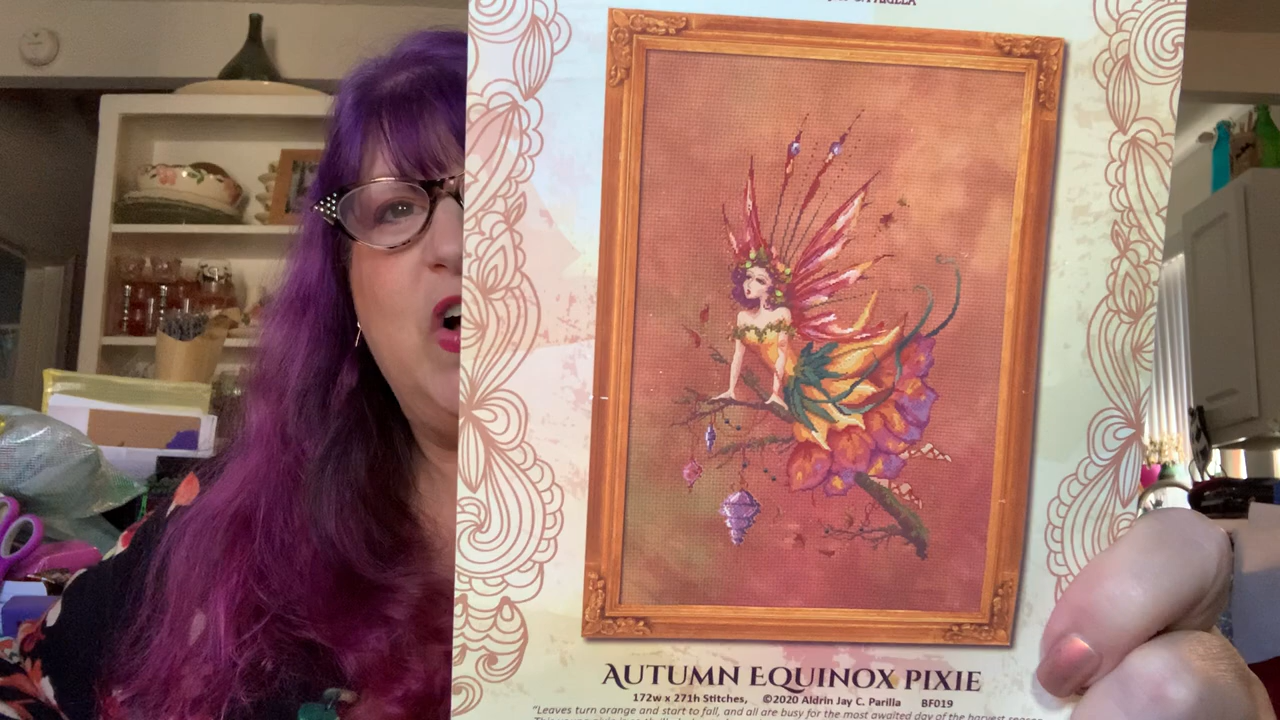 PARILLA
AUTUMN EQUINOX PIXIE
172w x 271h Stitches, ©2020 Aldrin Jay C. Parilla BF019
"Leaves turn orange and start to fall, and all are busy for the most awaited day of the harvest season